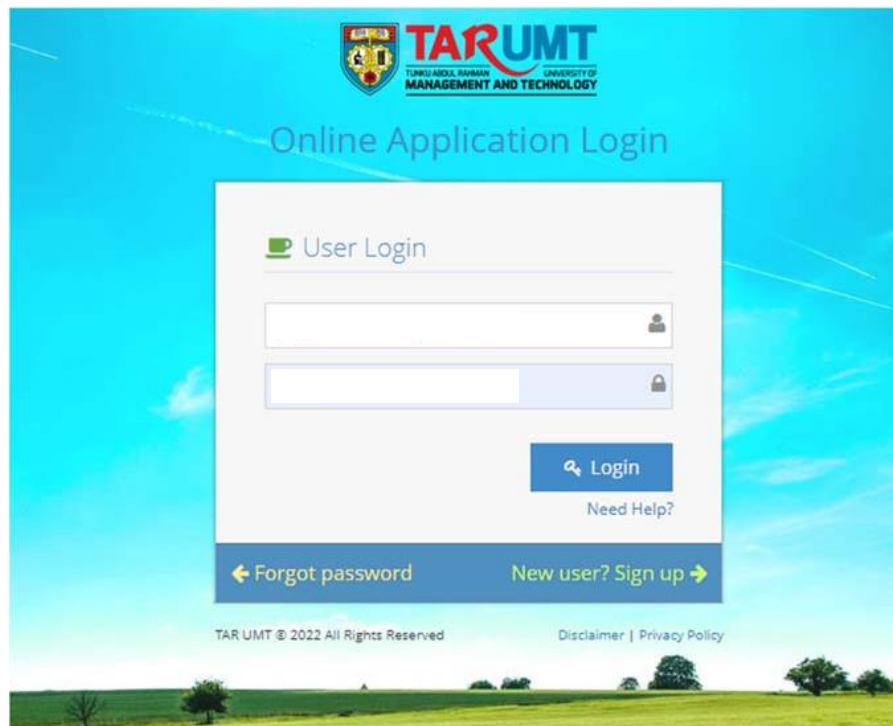 TARUMT
TUNKU ABDUL RAHMAN UNIVERSITY OF
MANAGEMENT AND TECHNOLOGY
Online Application Login
User Login
Login
Need Help?
Forgot password
New user? Sign up
TAR UMT © 2022 All Rights Reserved
Disclaimer | Privacy Policy